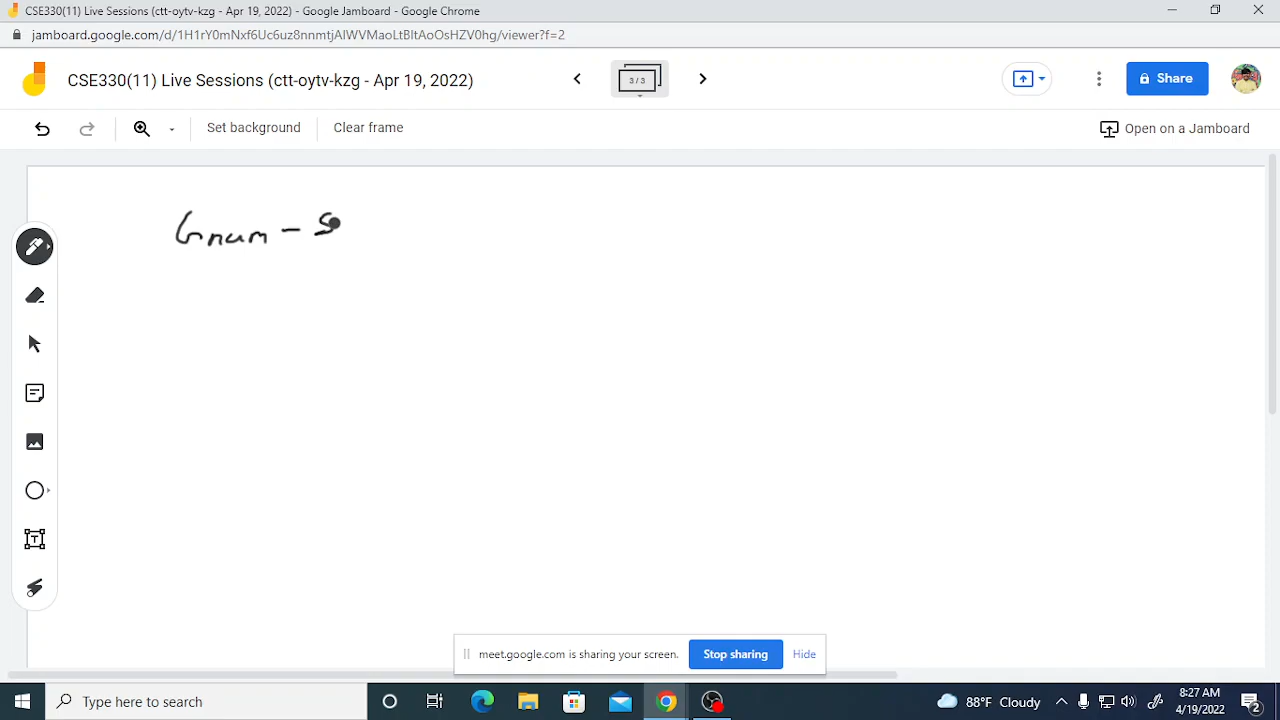 CSE330(11) Live Sessions (ctt-oytv-kzg - Apr 19, 2022) - Google Jamboard - Google Chrome
jamboard.google.com/d/1H1rY0mNxf6Uc6uz8nnmtjAIWVMaoLtBltAoOsHZV0hg/viewer?f=2
CSE330(11) Live Sessions (ctt-oytv-kzg - Apr 19, 2022)
3 / 3
Share
Set background
Clear frame
Open on a Jamboard
Gram - S
meet.google.com is sharing your screen.
Stop sharing
Hide
Type here to search
88°F Cloudy
8:27 AM
4/19/2022
2